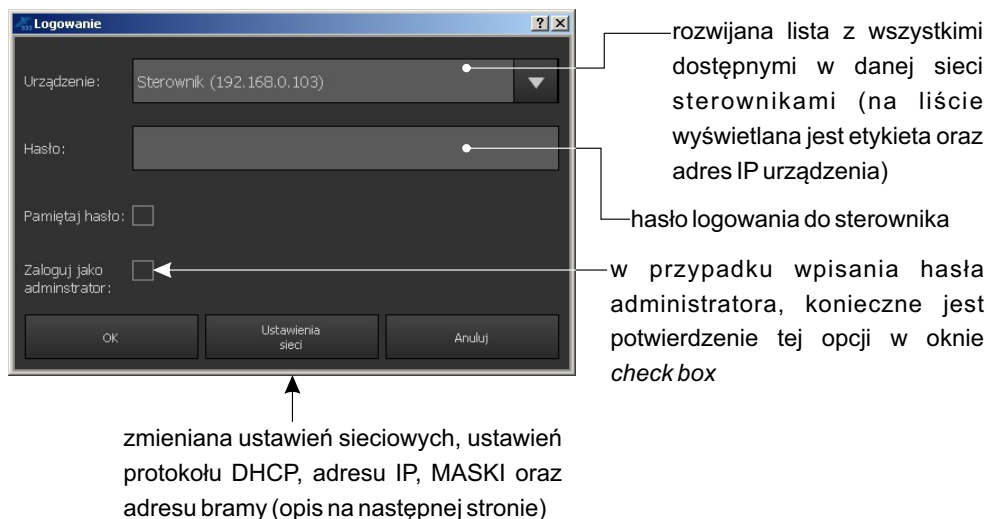 Logowanie
Urządzenie:
Sterownik (192.168.0.103)
Hasło:
Pamiętaj hasło:
Zaloguj jako
adminstrator:
OK
Ustawienia
sieci
Anuluj
rozwijana lista z wszystkimi
dostępnymi w danej sieci
sterownikami (na liście
wyświetlana jest etykieta oraz
adres IP urządzenia)
hasło logowania do sterownika
w przypadku wpisania hasła
administratora, konieczne jest
potwierdzenie tej opcji w oknie
check box
zmieniana ustawień sieciowych, ustawień
protokołu DHCP, adresu IP, MASKI oraz
adresu bramy (opis na następnej stronie)